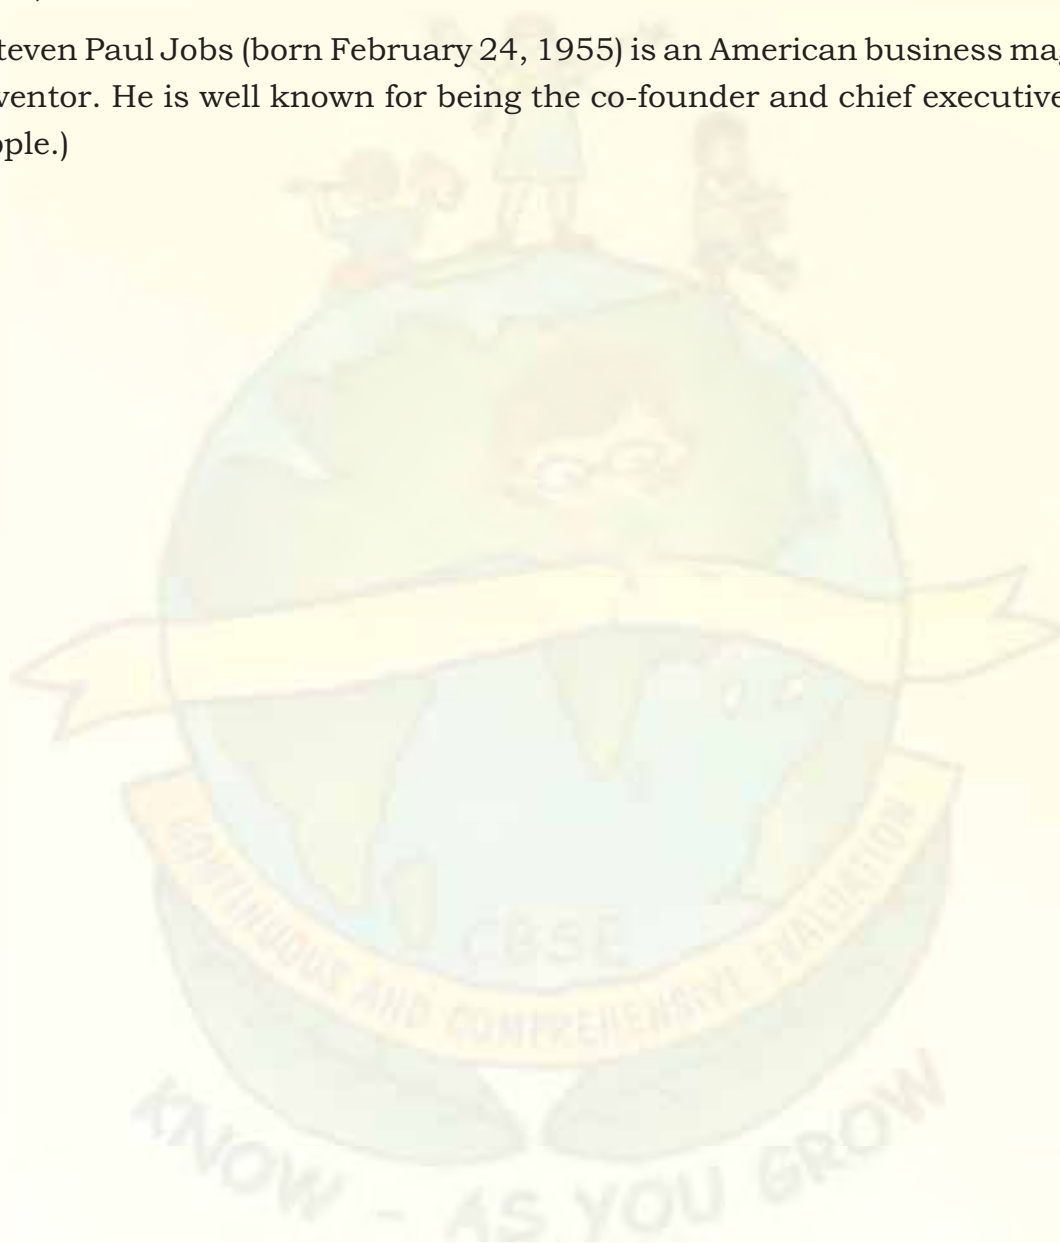 teven Paul Jobs (born February 24, 1955) is an American business ma
ventor. He is well known for being the co-founder and chief executive
ople.)
CBSE
CONTINUOUS AND COMPREHENSIVE EVALUATION
KNOW - AS YOU GROW